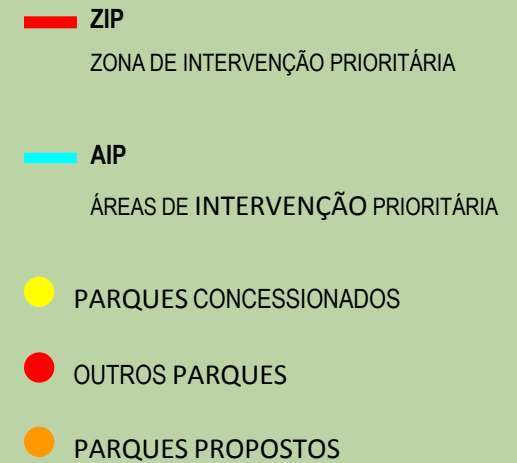 ZIP
ZONA DE INTERVENÇÃO PRIORITÁRIA
AIP
ÁREAS DE INTERVENÇÃO PRIORITÁRIA
PARQUES CONCESSIONADOS
OUTROS PARQUES
PARQUES PROPOSTOS